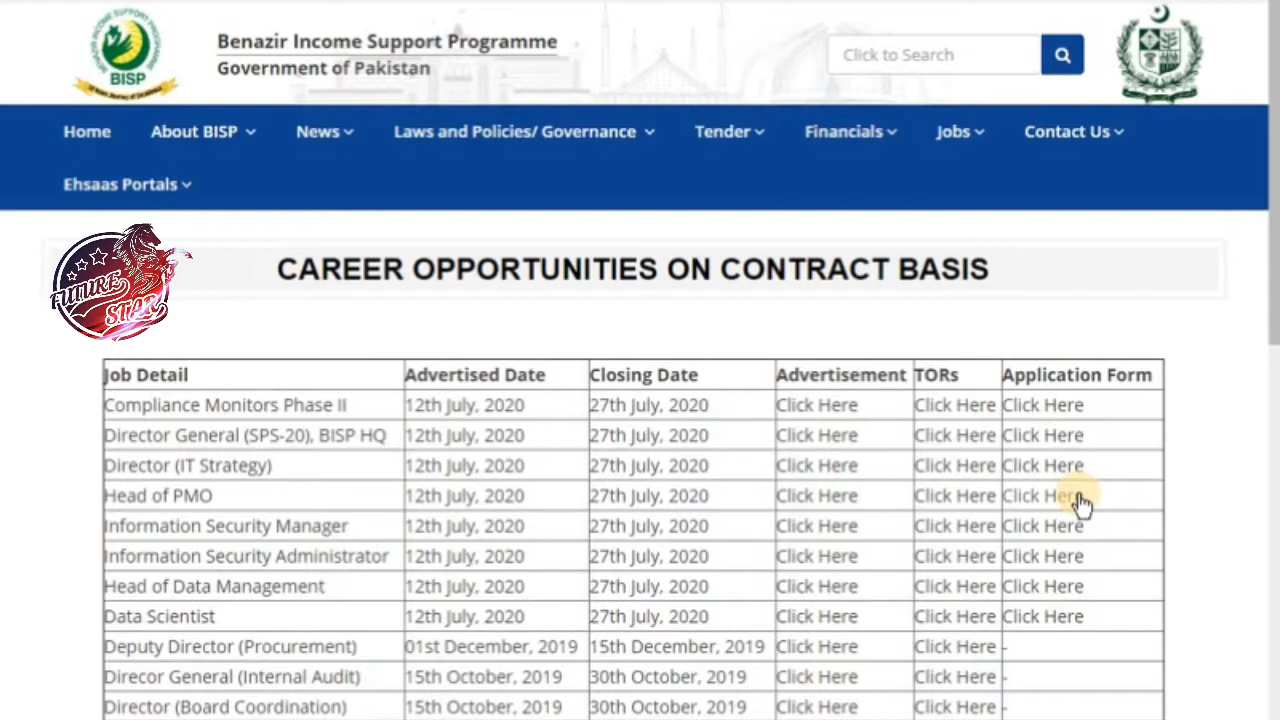 BISP
Benazir Income Support Programme
Government of Pakistan
Click to Search
Home About BISP News Laws and Policies/ Governance Tender Financials Jobs Contact Us
Ehsaas Portals
FUTURE
STAR
CAREER OPPORTUNITIES ON CONTRACT BASIS
Job Detail Advertised Date Closing Date Advertisement TORs Application Form
Compliance Monitors Phase II 12th July, 2020 27th July, 2020 Click Here Click Here Click Here
Director General (SPS-20), BISP HQ 12th July, 2020 27th July, 2020 Click Here Click Here Click Here
Director (IT Strategy) 12th July, 2020 27th July, 2020 Click Here Click Here Click Here
Head of PMO 12th July, 2020 27th July, 2020 Click Here Click Here Click Here
Information Security Manager 12th July, 2020 27th July, 2020 Click Here Click Here Click Here
Information Security Administrator 12th July, 2020 27th July, 2020 Click Here Click Here Click Here
Head of Data Management 12th July, 2020 27th July, 2020 Click Here Click Here Click Here
Data Scientist 12th July, 2020 27th July, 2020 Click Here Click Here Click Here
Deputy Director (Procurement) 01st December, 2019 15th December, 2019 Click Here Click Here -
Direcor General (Internal Audit) 15th October, 2019 30th October, 2019 Click Here Click Here -
Director (Board Coordination) 15th October, 2019 30th October, 2019 Click Here Click Here -